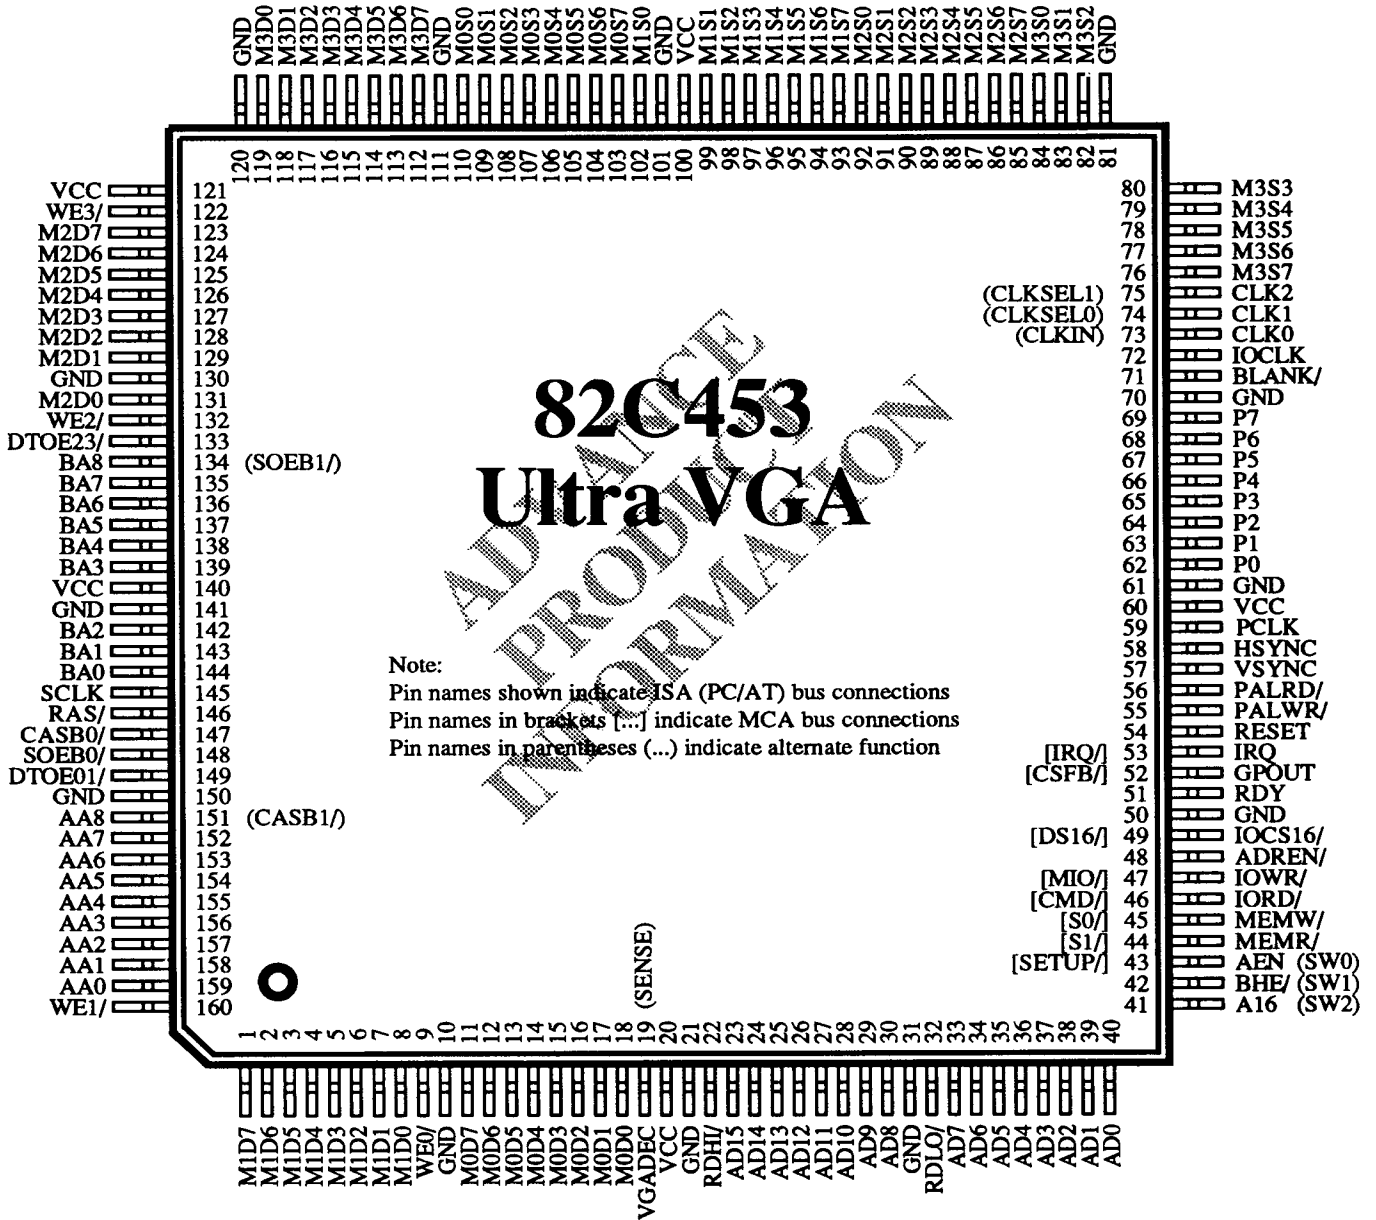 GND M3D0 M3D1 M3D2 M3D3 M3D4 M3D5 M3D6 M3D7 GND M0S0 M0S1 M0S2 M0S3 M0S4 M0S5 M0S6 M0S7 M1S0 GND VCC M1S1 M1S2 M1S3 M1S4 M1S5 M1S6 M1S7 M2S0 M2S1 M2S2 M2S3 M2S4 M2S5 M2S6 M2S7 M3S0 M3S1 M3S2 GND
120 119 118 117 116 115 114 113 112 111 110 109 108 107 106 105 104 103 102 101 100 99 98 97 96 95 94 93 92 91 90 89 88 87 86 85 84 83 82 81
VCC 121
WE3/ 122
M2D7 123
M2D6 124
M2D5 125
M2D4 126
M2D3 127
M2D2 128
M2D1 129
GND 130
M2D0 131
WE2/ 132
DTOE23/ 133
BA8 134 (SOEB1/)
BA7 135
BA6 136
BA5 137
BA4 138
BA3 139
VCC 140
GND 141
BA2 142
BA1 143
BA0 144
SCLK 145
RAS/ 146
CASB0/ 147
SOEB0/ 148
DTOE01/ 149
GND 150
AA8 151 (CASB1/)
AA7 152
AA6 153
AA5 154
AA4 155
AA3 156
AA2 157
AA1 158
AA0 159
WE1/ 160
82C453
Ultra VGA
ADVANCE
PRODUCT
INFORMATION
Note:
Pin names shown indicate ISA (PC/AT) bus connections
Pin names in brackets [...] indicate MCA bus connections
Pin names in parentheses (...) indicate alternate function
80 M3S3
79 M3S4
78 M3S5
77 M3S6
76 M3S7
(CLKSEL1) 75 CLK2
(CLKSEL0) 74 CLK1
(CLKIN) 73 CLK0
72 IOCLK
71 BLANK/
70 GND
69 P7
68 P6
67 P5
66 P4
65 P3
64 P2
63 P1
62 P0
61 GND
60 VCC
59 PCLK
58 HSYNC
57 VSYNC
56 PALRD/
55 PALWR/
54 RESET
[IRQ/] 53 IRQ
[CSFB/] 52 GPOUT
51 RDY
50 GND
[DS16/] 49 IOCS16/
48 ADREN/
[MIO/] 47 IOWR/
[CMD/] 46 IORD/
[S0/] 45 MEMW/
[S1/] 44 MEMR/
[SETUP/] 43 AEN (SW0)
42 BHE/ (SW1)
41 A16 (SW2)
(SENSE)
1 2 3 4 5 6 7 8 9 10 11 12 13 14 15 16 17 18 19 20 21 22 23 24 25 26 27 28 29 30 31 32 33 34 35 36 37 38 39 40
M1D7 M1D6 M1D5 M1D4 M1D3 M1D2 M1D1 M1D0 WE0/ GND M0D7 M0D6 M0D5 M0D4 M0D3 M0D2 M0D1 M0D0 VGADEC VCC GND RDHI/ AD15 AD14 AD13 AD12 AD11 AD10 AD9 AD8 GND RDLO/ AD7 AD6 AD5 AD4 AD3 AD2 AD1 AD0